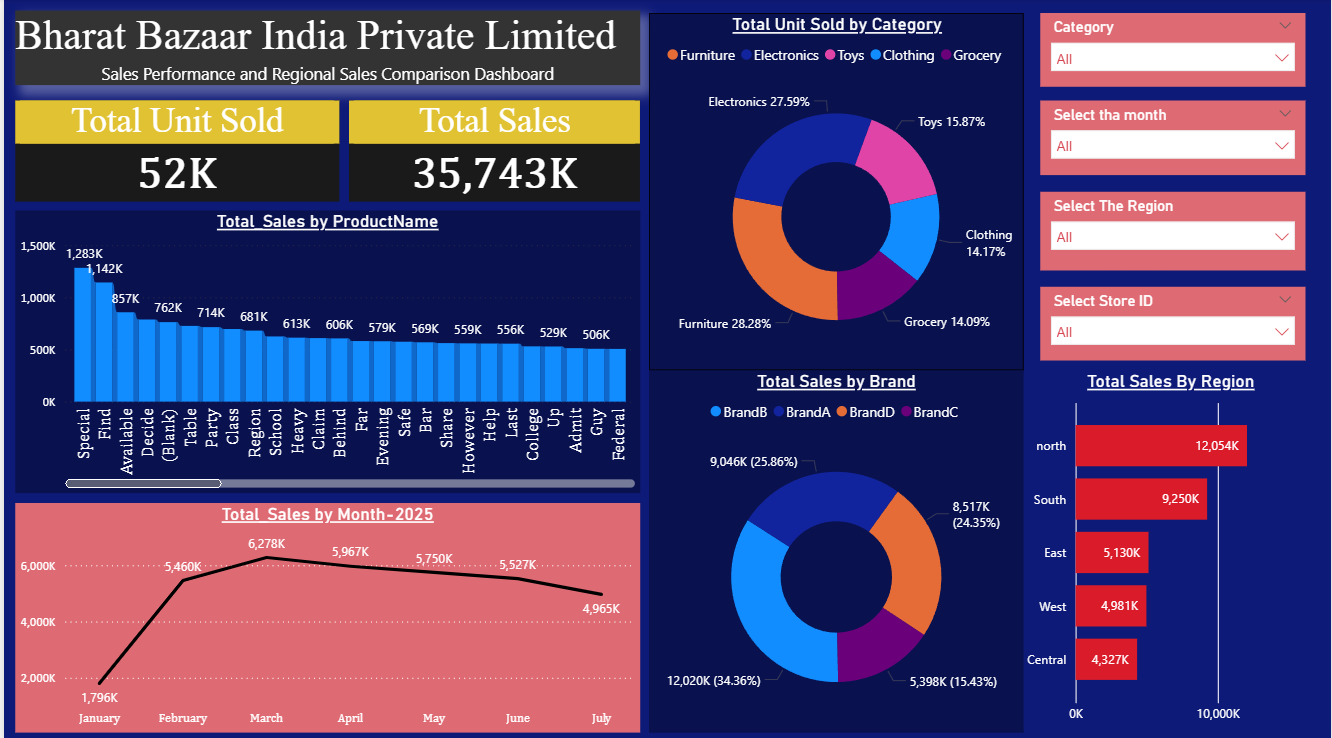 Bharat Bazaar India Private Limited
Sales Performance and Regional Sales Comparison Dashboard
Total Unit Sold
52K
Total Sales
35,743K
Total_Sales by ProductName
1,500K
1,000K
500K
0K
1,283K
1,142K
857K
762K
714K
681K
613K
606K
579K
569K
559K
556K
529K
506K
Special
Find
Available
Decide
(Blank)
Table
Party
Class
Region
School
Heavy
Claim
Behind
Far
Evening
Safe
Bar
Share
However
Help
Last
College
Up
Admit
Guy
Federal
Total_Sales by Month-2025
6,000K
4,000K
2,000K
1,796K
5,460K
6,278K
5,967K
5,750K
5,527K
4,965K
January February March April May June July
Total Unit Sold by Category
Furniture Electronics Toys Clothing Grocery
Electronics 27.59%
Toys 15.87%
Clothing
14.17%
Grocery 14.09%
Furniture 28.28%
Total Sales by Brand
BrandB BrandA BrandD BrandC
9,046K (25.86%)
8,517K
(24.35%)
5,398K (15.43%)
12,020K (34.36%)
Category
All
Select tha month
All
Select The Region
All
Select Store ID
All
Total Sales By Region
north 12,054K
South 9,250K
East 5,130K
West 4,981K
Central 4,327K
0K 10,000K